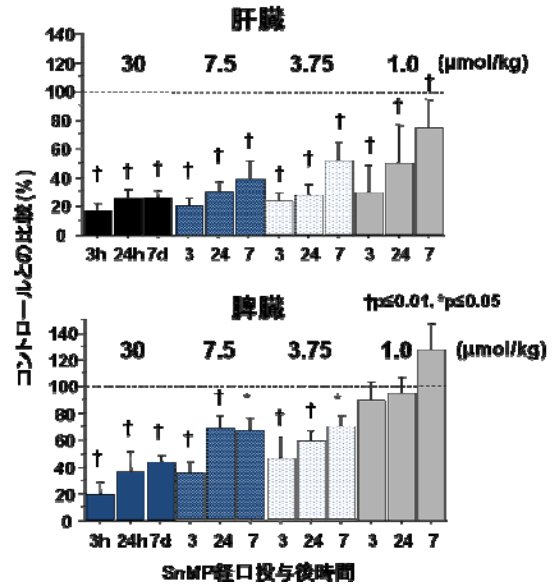 肝臓
140
120
100
80
60
40
20
0
30 7.5 3.75 1.0 (μmol/kg)
† † † † † † † † † † † †
3h 24h 7d 3 24 7 3 24 7 3 24 7
コントロールとの比較(%)
脾臓
†p≤0.01, *p≤0.05
140
120
100
80
60
40
20
0
30 7.5 3.75 1.0 (μmol/kg)
† † † † † * † † *
3h 24h 7d 3 24 7 3 24 7 3 24 7
SnMP経口投与後時間